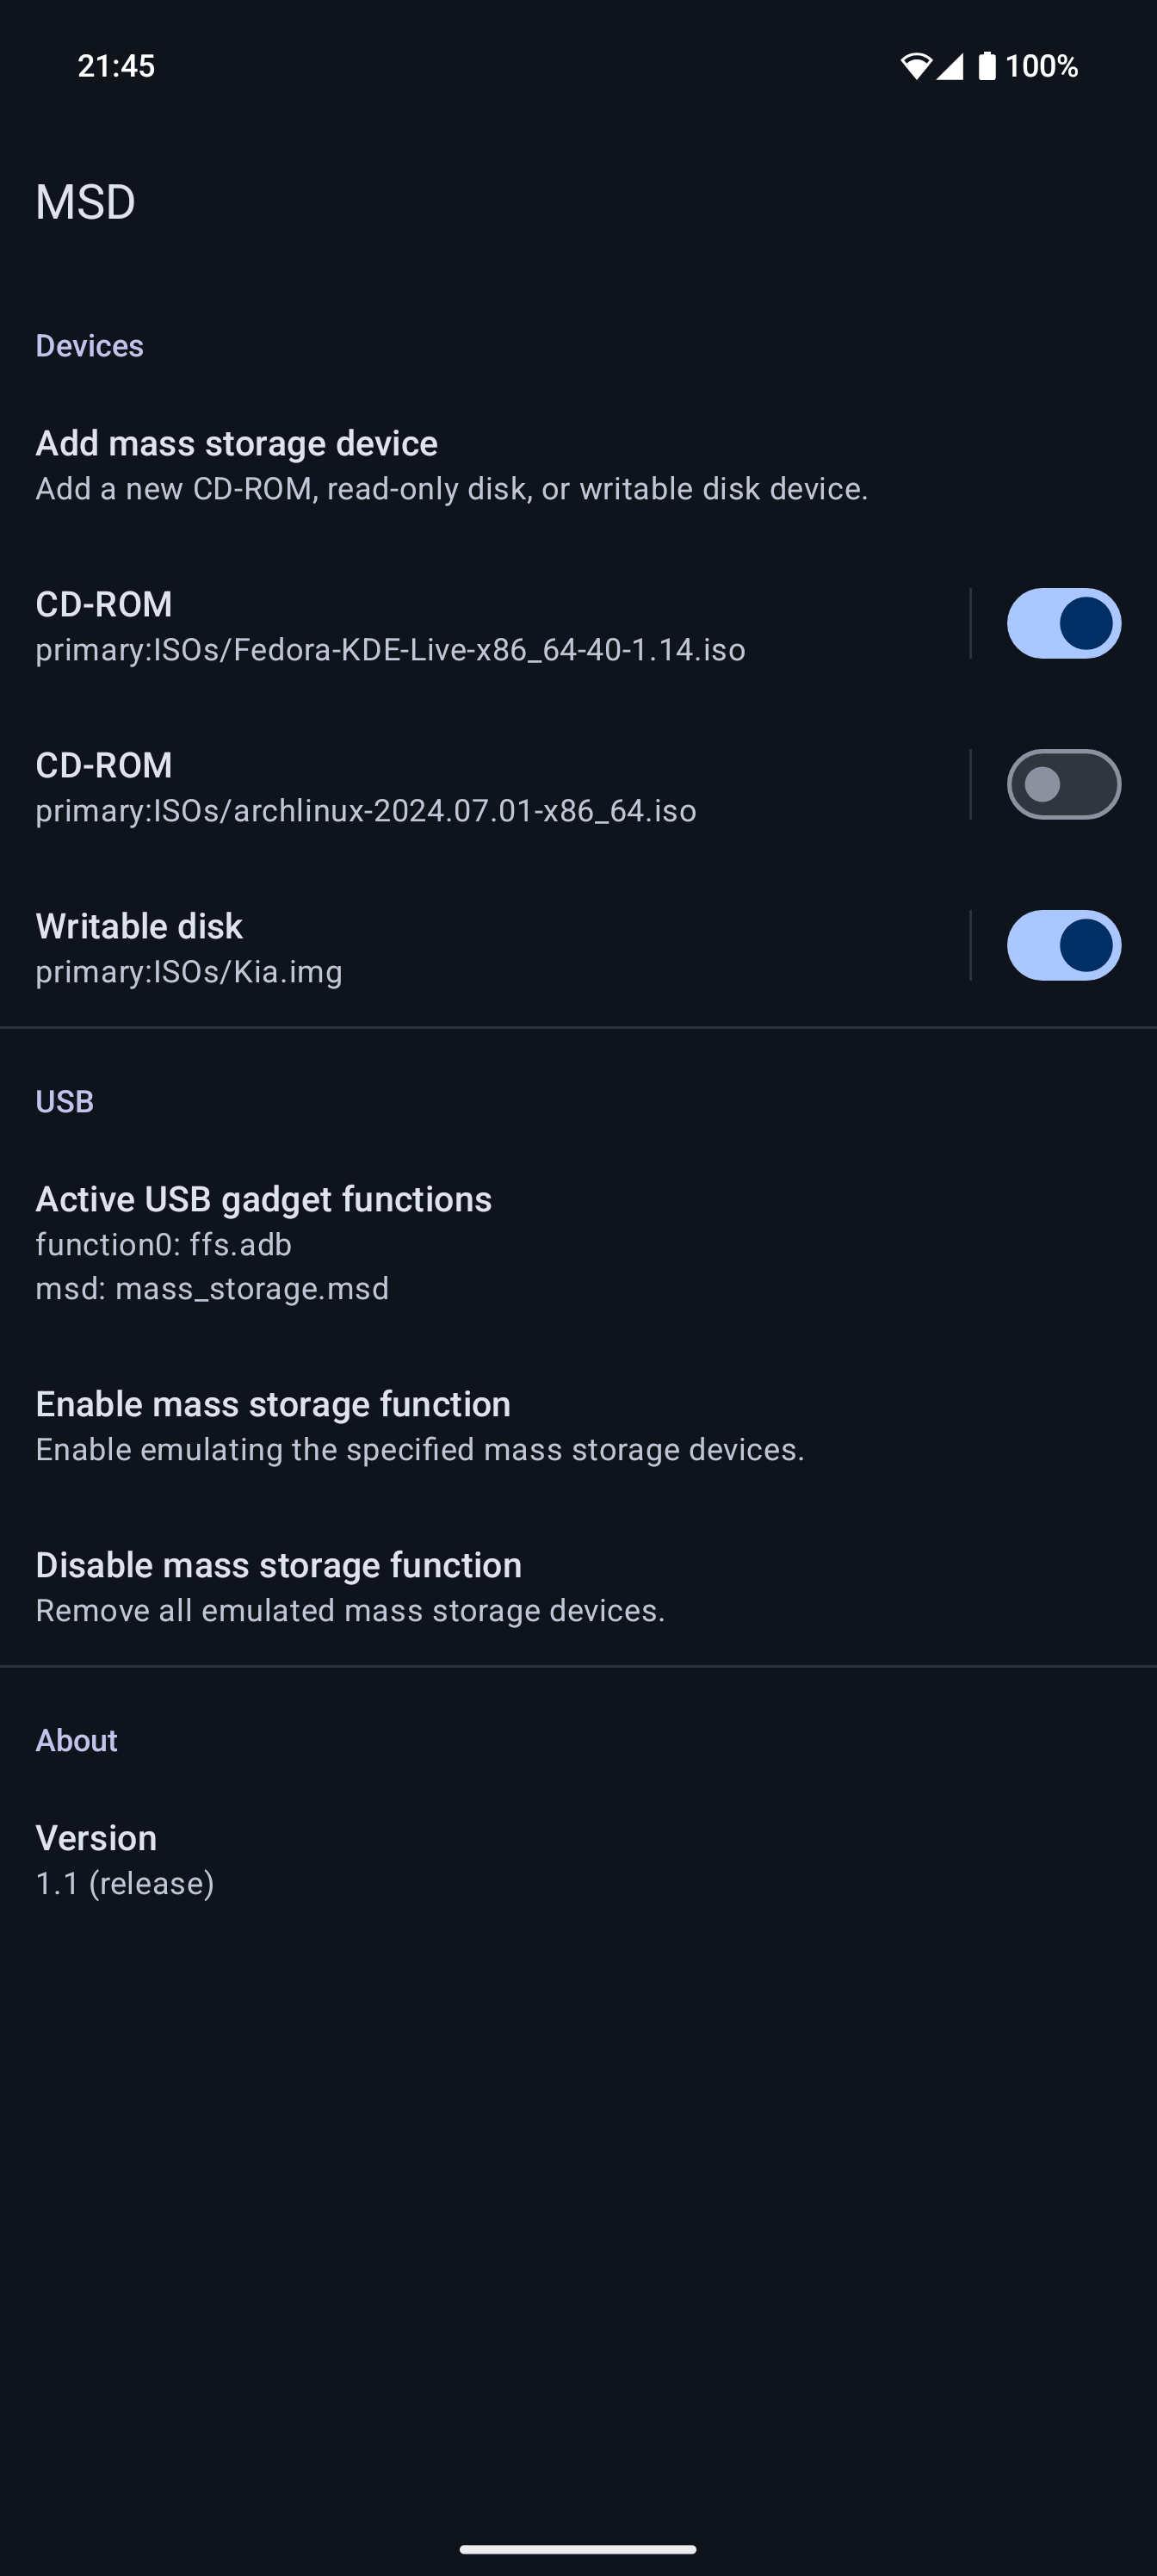 21:45
100%
MSD
Devices
Add mass storage device
Add a new CD-ROM, read-only disk, or writable disk device.
CD-ROM
primary:ISOs/Fedora-KDE-Live-x86_64-40-1.14.iso
CD-ROM
primary:ISOs/archlinux-2024.07.01-x86_64.iso
Writable disk
primary:ISOs/Kia.img
USB
Active USB gadget functions
function0: ffs.adb
msd: mass_storage.msd
Enable mass storage function
Enable emulating the specified mass storage devices.
Disable mass storage function
Remove all emulated mass storage devices.
About
Version
1.1 (release)